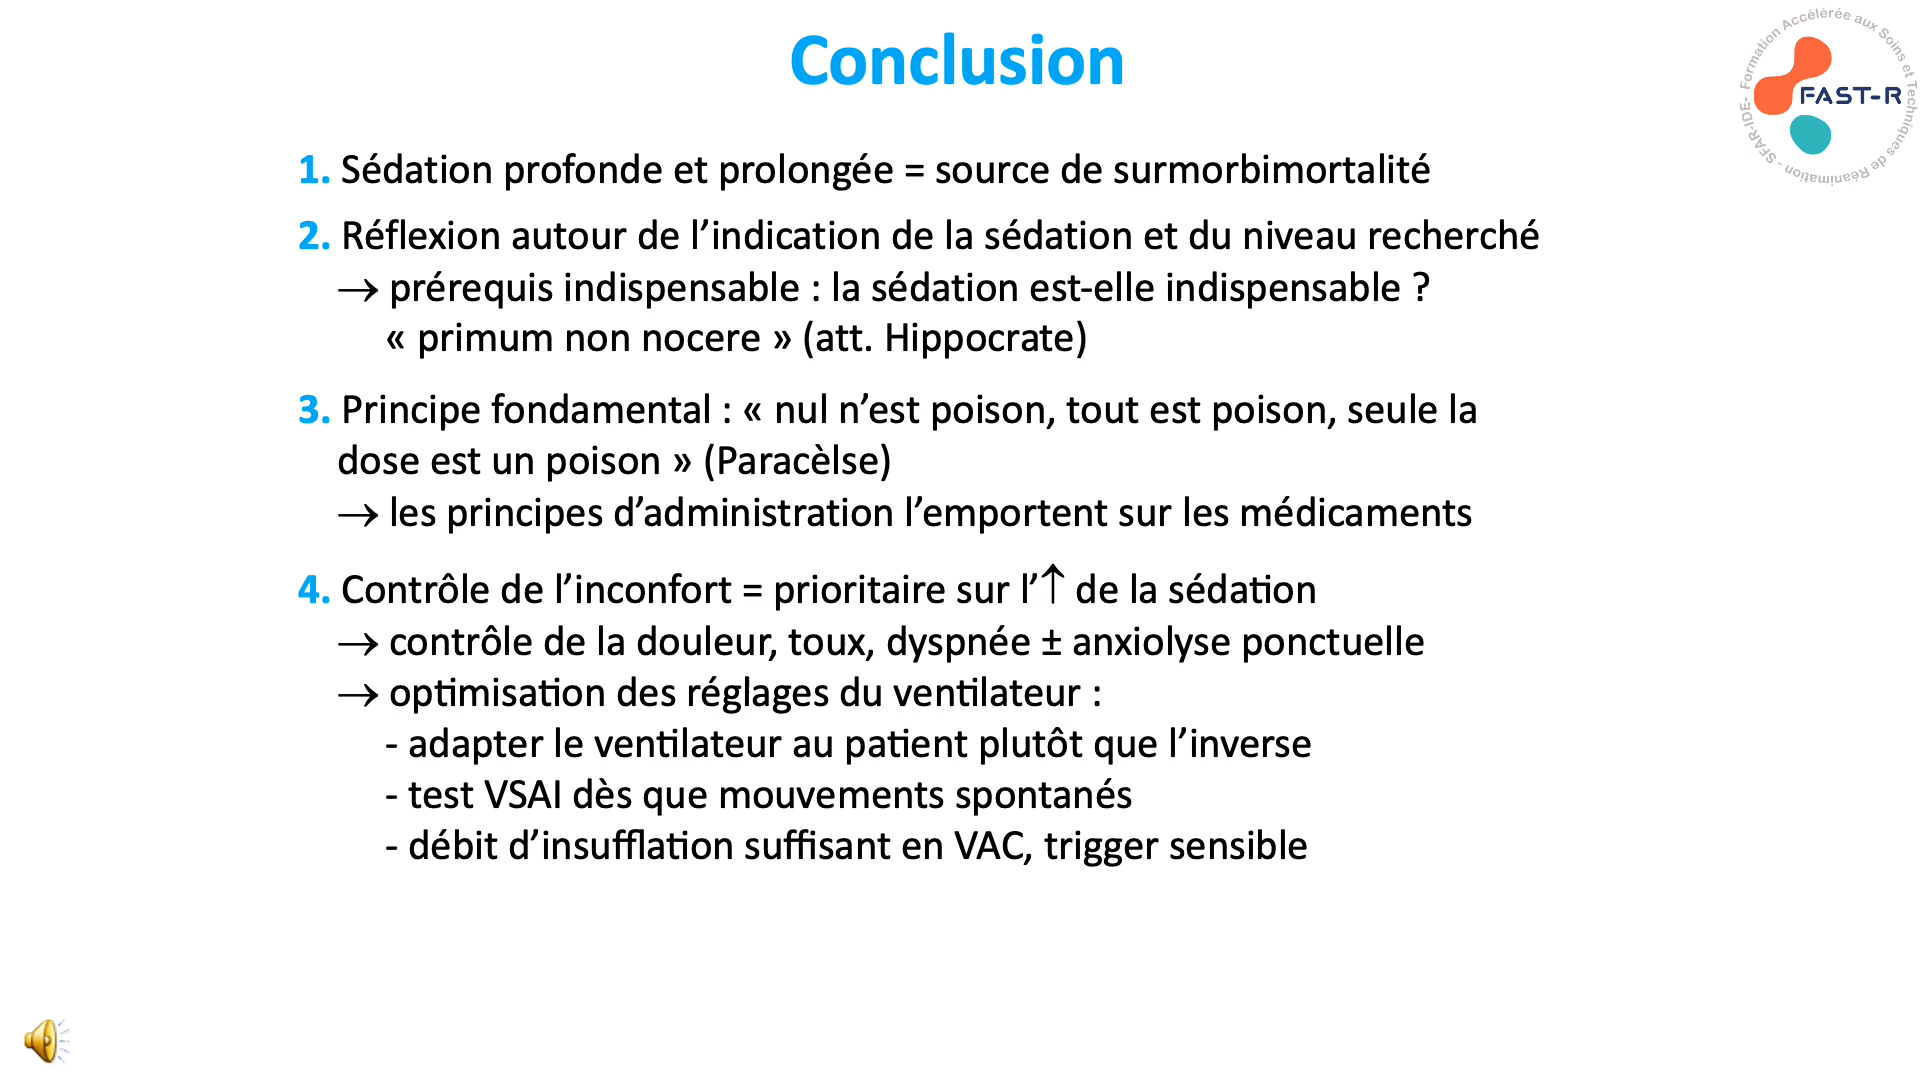 Conclusion
Formation Accélérée aux Soins et Techniques de Réanimation - SFAR-IDE-
FAST-R
1. Sédation profonde et prolongée = source de surmorbimortalité
2. Réflexion autour de l’indication de la sédation et du niveau recherché
→ prérequis indispensable : la sédation est-elle indispensable ?
« primum non nocere » (att. Hippocrate)
3. Principe fondamental : « nul n’est poison, tout est poison, seule la
dose est un poison » (Paracèlse)
→ les principes d’administration l’emportent sur les médicaments
4. Contrôle de l’inconfort = prioritaire sur l’↑ de la sédation
→ contrôle de la douleur, toux, dyspnée ± anxiolyse ponctuelle
→ optimisation des réglages du ventilateur :
- adapter le ventilateur au patient plutôt que l’inverse
- test VSAI dès que mouvements spontanés
- débit d’insufflation suffisant en VAC, trigger sensible